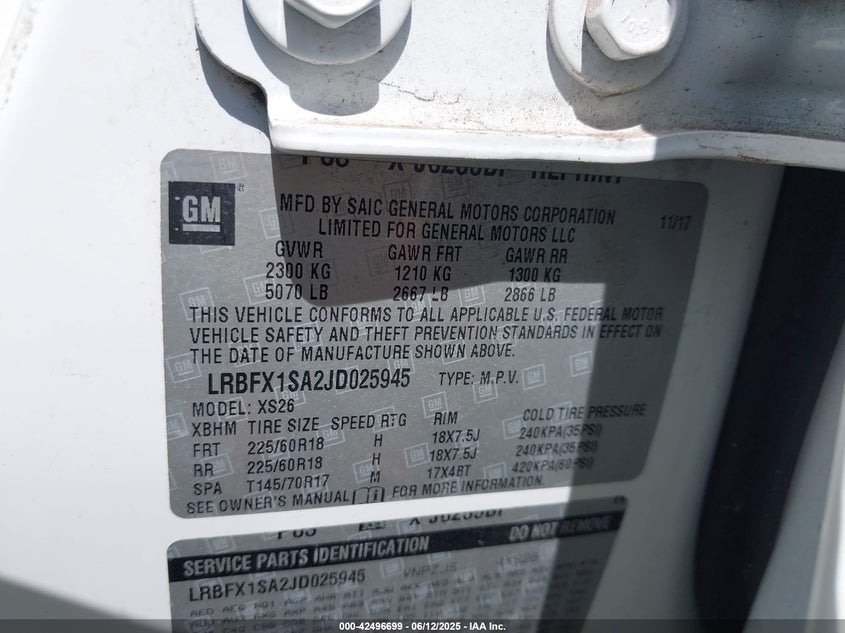 10.9
REPRINT
GM
MFD BY SAIC GENERAL MOTORS CORPORATION
LIMITED FOR GENERAL MOTORS LLC
11/17
GVWR GAWR FRT GAWR RR
2300 KG 1210 KG 1300 KG
5070 LB 2667 LB 2866 LB
THIS VEHICLE CONFORMS TO ALL APPLICABLE U.S. FEDERAL MOTOR
VEHICLE SAFETY AND THEFT PREVENTION STANDARDS IN EFFECT ON
THE DATE OF MANUFACTURE SHOWN ABOVE.
LRBFX1SA2JD025945 TYPE: M.P.V.
MODEL: XS26
XBHM TIRE SIZE SPEED RTG RIM COLD TIRE PRESSURE
FRT 225/60R18 H 18X7.5J 240KPA(35PSI)
RR 225/60R18 H 18X7.5J 240KPA(35PSI)
SPA T145/70R17 M 17X4BT 420KPA(60PSI)
SEE OWNER'S MANUAL FOR MORE INFORMATION.
SERVICE PARTS IDENTIFICATION DO NOT REMOVE
LRBFX1SA2JD025945 VNPZJS 1XS26
000-42496699 - 06/12/2025 - IAA Inc.